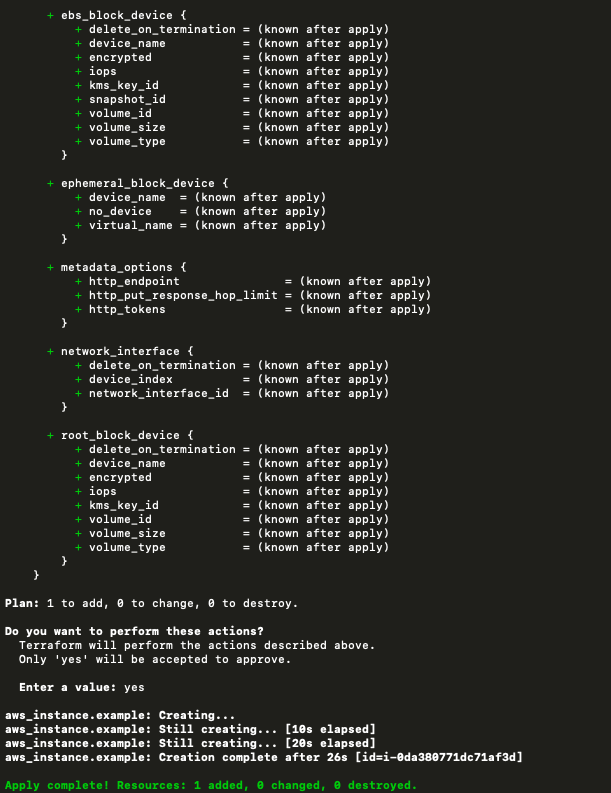 + ebs_block_device {
+ delete_on_termination = (known after apply)
+ device_name = (known after apply)
+ encrypted = (known after apply)
+ iops = (known after apply)
+ kms_key_id = (known after apply)
+ snapshot_id = (known after apply)
+ volume_id = (known after apply)
+ volume_size = (known after apply)
+ volume_type = (known after apply)
}
+ ephemeral_block_device {
+ device_name = (known after apply)
+ no_device = (known after apply)
+ virtual_name = (known after apply)
}
+ metadata_options {
+ http_endpoint = (known after apply)
+ http_put_response_hop_limit = (known after apply)
+ http_tokens = (known after apply)
}
+ network_interface {
+ delete_on_termination = (known after apply)
+ device_index = (known after apply)
+ network_interface_id = (known after apply)
}
+ root_block_device {
+ delete_on_termination = (known after apply)
+ device_name = (known after apply)
+ encrypted = (known after apply)
+ iops = (known after apply)
+ kms_key_id = (known after apply)
+ volume_id = (known after apply)
+ volume_size = (known after apply)
+ volume_type = (known after apply)
}
}
Plan: 1 to add, 0 to change, 0 to destroy.
Do you want to perform these actions?
Terraform will perform the actions described above.
Only 'yes' will be accepted to approve.
Enter a value: yes
aws_instance.example: Creating...
aws_instance.example: Still creating... [10s elapsed]
aws_instance.example: Still creating... [20s elapsed]
aws_instance.example: Creation complete after 26s [id=i-0da380771dc71af3d]
Apply complete! Resources: 1 added, 0 changed, 0 destroyed.